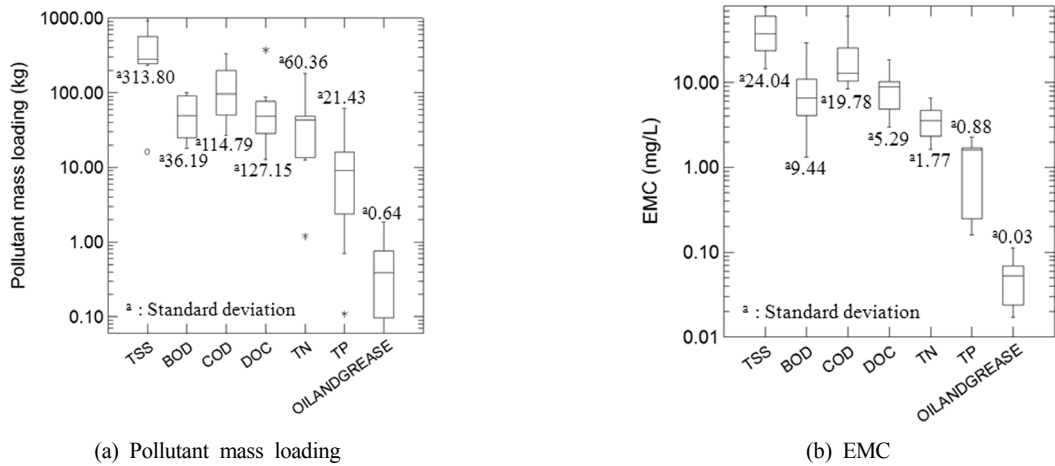 1000.00
100.00
10.00
1.00
0.10
Pollutant mass loading (kg)
ᵃ313.80
ᵃ36.19
ᵃ114.79
ᵃ127.15
ᵃ60.36
ᵃ21.43
ᵃ0.64
ᵃ : Standard deviation
TSS
BOD
COD
DOC
TN
TP
OILANDGREASE
(a) Pollutant mass loading
10.00
1.00
0.10
0.01
EMC (mg/L)
ᵃ24.04
ᵃ9.44
ᵃ19.78
ᵃ5.29
ᵃ1.77
ᵃ0.88
ᵃ0.03
ᵃ : Standard deviation
TSS
BOD
COD
DOC
TN
TP
OILANDGREASE
(b) EMC